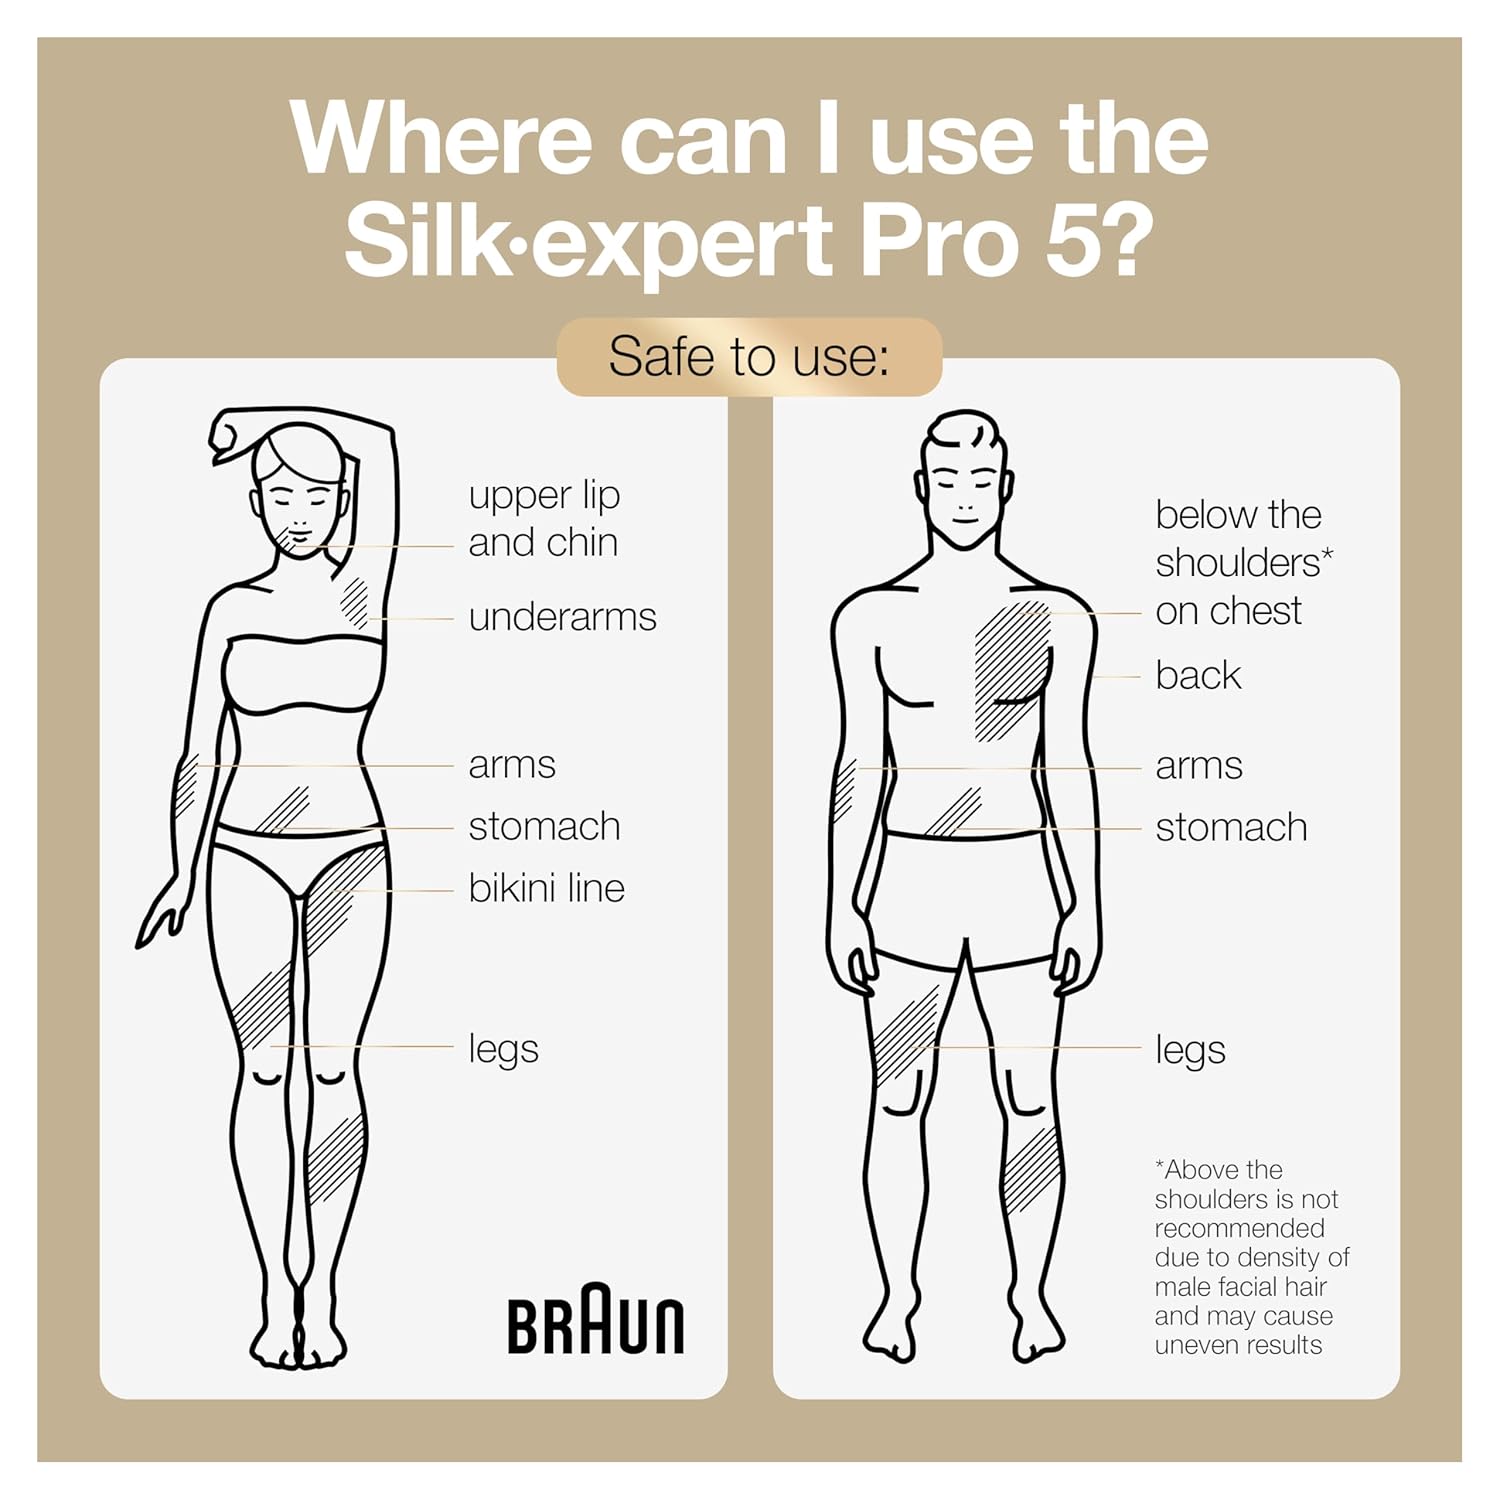 Where can I use the
Silk·expert Pro 5?
Safe to use:
upper lip
and chin
underarms
arms
stomach
bikini line
legs
BRAUN
below the
shoulders*
on chest
back
arms
stomach
legs
*Above the
shoulders is not
recommended
due to density of
male facial hair
and may cause
uneven results